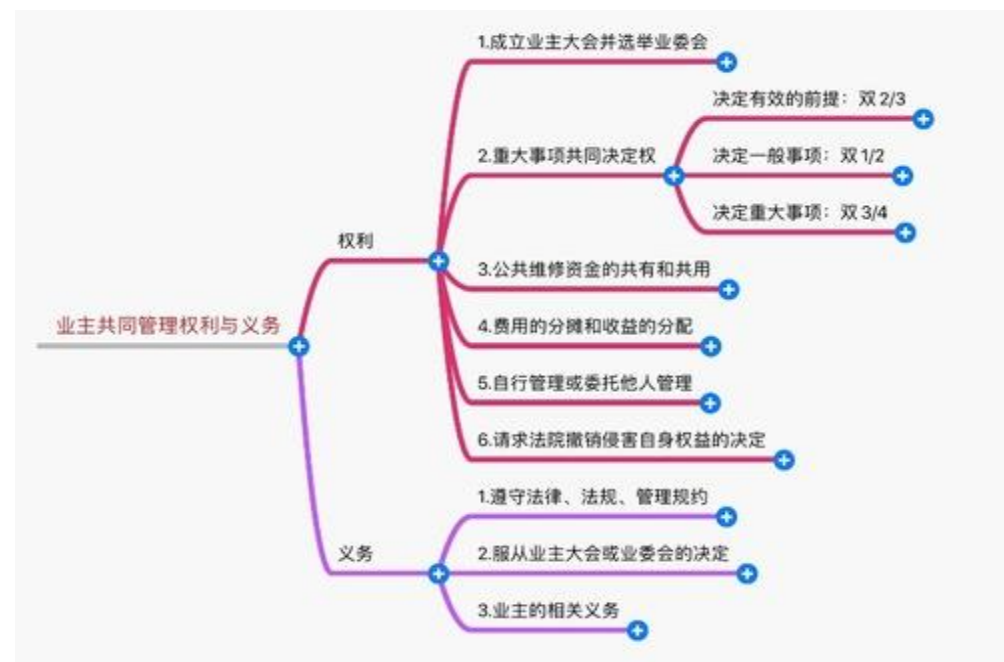 业主共同管理权利与义务
权利
1.成立业主大会并选举业委会
2.重大事项共同决定权
决定有效的前提：双2/3
决定一般事项：双1/2
决定重大事项：双3/4
3.公共维修资金的共有和共用
4.费用的分摊和收益的分配
5.自行管理或委托他人管理
6.请求法院撤销侵害自身权益的决定
义务
1.遵守法律、法规、管理规约
2.服从业主大会或业委会的决定
3.业主的相关义务